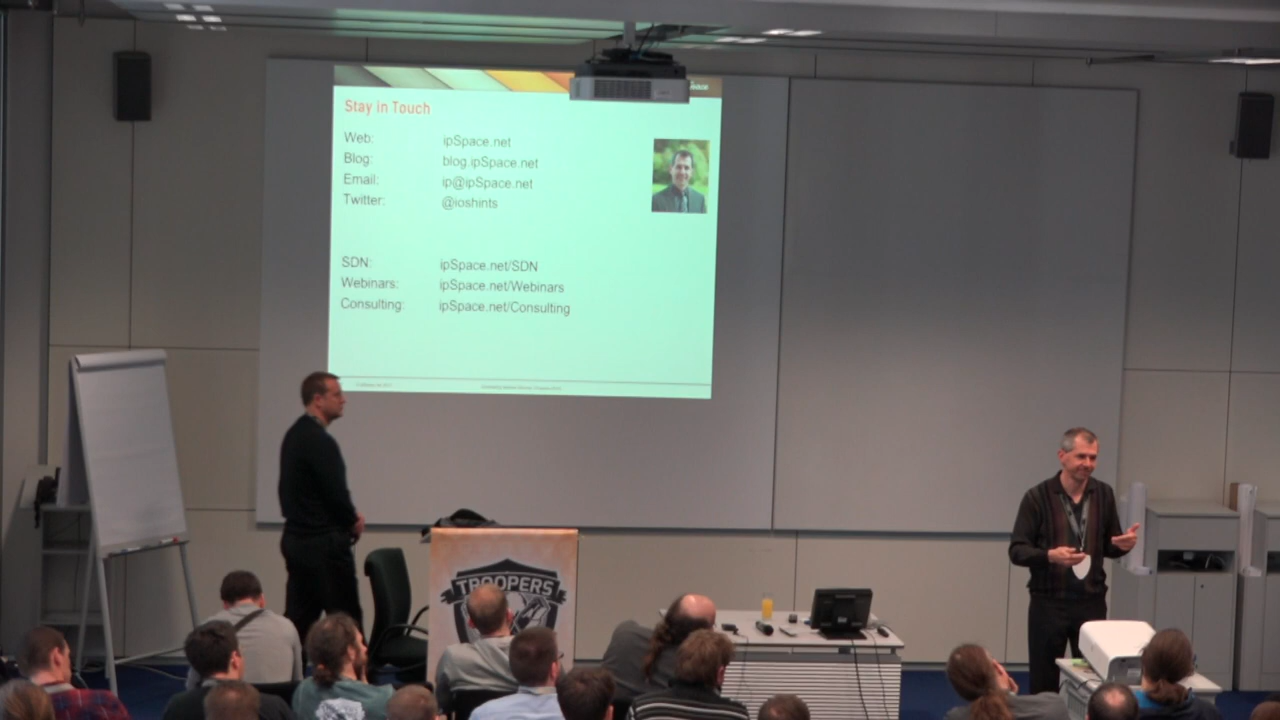 Stay in Touch
Web: ipSpace.net
Blog: blog.ipSpace.net
Email: ip@ipSpace.net
Twitter: @ioshints
SDN: ipSpace.net/SDN
Webinars: ipSpace.net/Webinars
Consulting: ipSpace.net/Consulting
TROOPERS